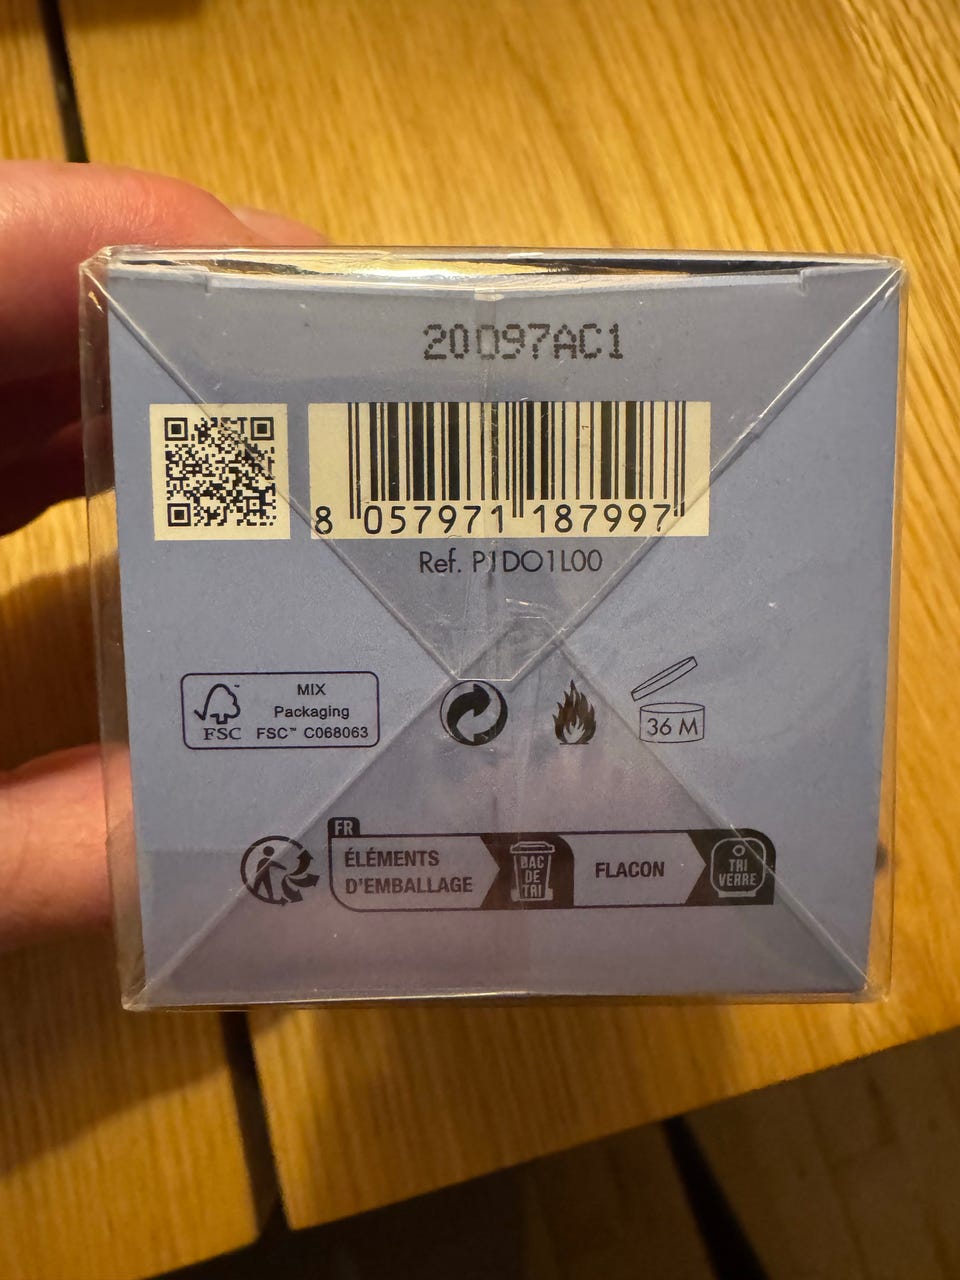 20097AC1
8 057971 187997
Ref. P1DO1L00
MIX
Packaging
FSC™ C068063
FSC
36 M
FR
ÉLÉMENTS
D'EMBALLAGE
BAC
DE
TRI
FLACON
TRI
VERRE